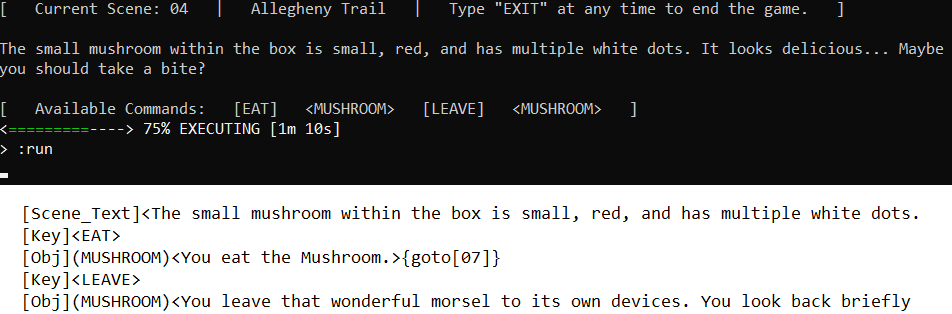 [   Current Scene: 04   |   Allegheny Trail   |   Type "EXIT" at any time to end the game.   ]
The small mushroom within the box is small, red, and has multiple white dots. It looks delicious... Maybe
you should take a bite?
[   Available Commands:   [EAT]   <MUSHROOM>   [LEAVE]   <MUSHROOM>   ]
<=========----> 75% EXECUTING [1m 10s]
> :run
[Scene_Text]<The small mushroom within the box is small, red, and has multiple white dots.
[Key]<EAT>
[Obj](MUSHROOM)<You eat the Mushroom.>{goto[07]}
[Key]<LEAVE>
[Obj](MUSHROOM)<You leave that wonderful morsel to its own devices. You look back briefly